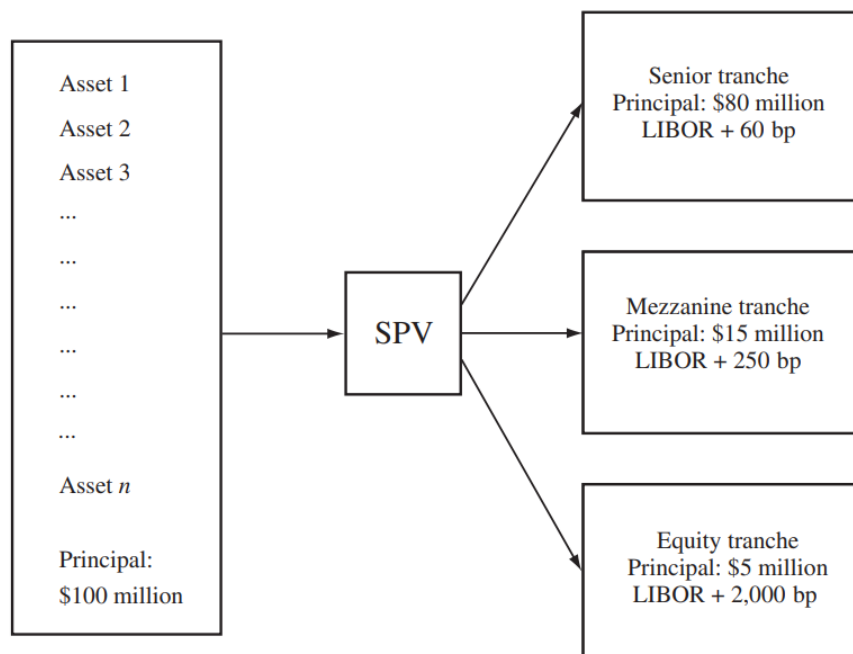 Asset 1
Asset 2
Asset 3
...
...
...
...
...
...
Asset n
Principal:
$100 million
SPV
Senior tranche
Principal: $80 million
LIBOR + 60 bp
Mezzanine tranche
Principal: $15 million
LIBOR + 250 bp
Equity tranche
Principal: $5 million
LIBOR + 2,000 bp